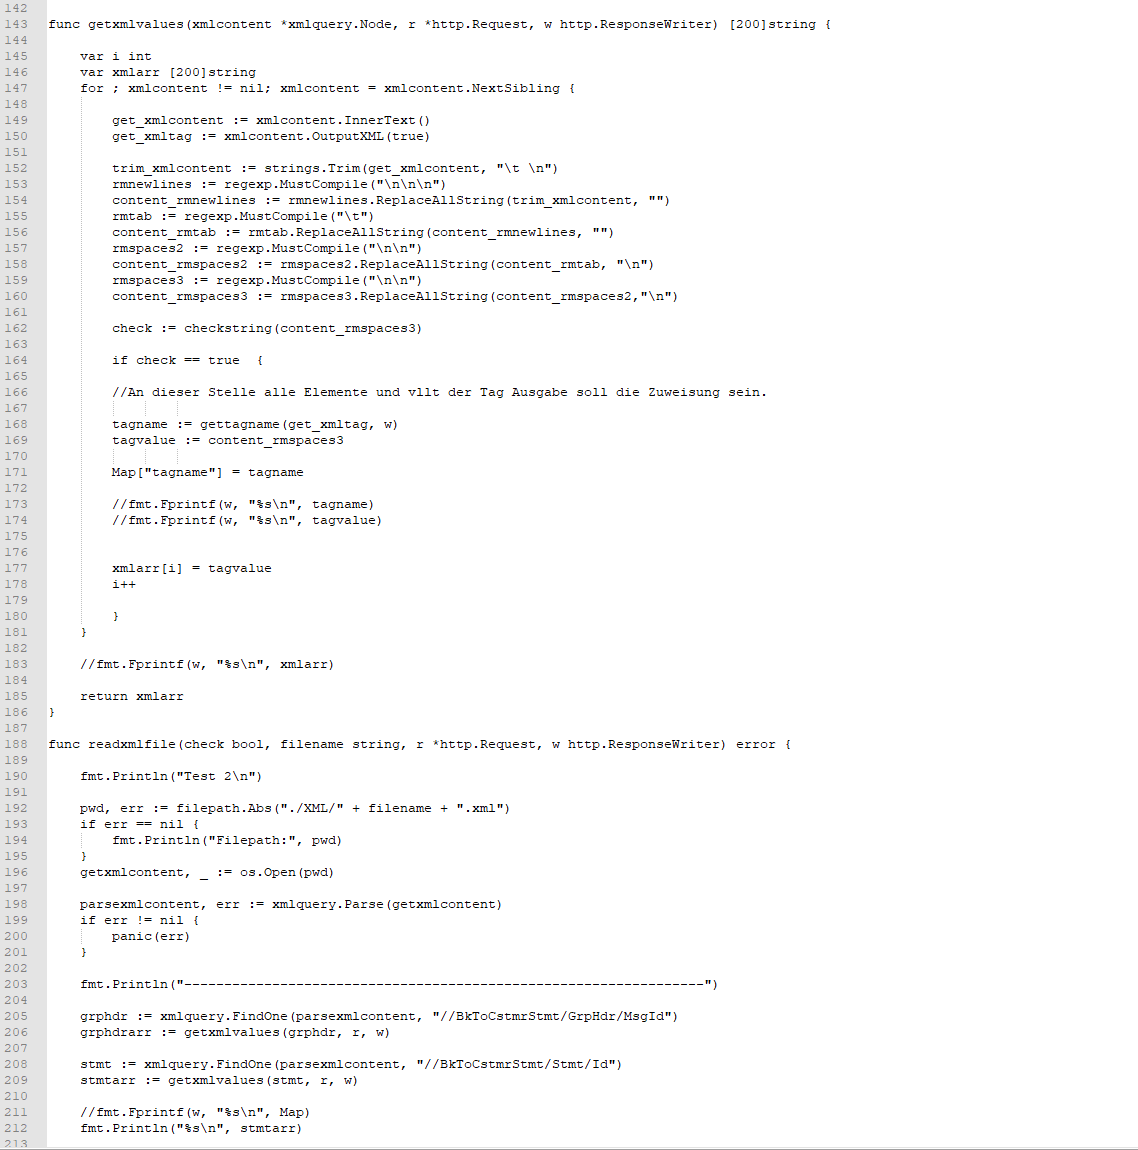 142
143 func getxmlvalues(xmlcontent *xmlquery.Node, r *http.Request, w http.ResponseWriter) [200]string {
144
145     var i int
146     var xmlarr [200]string
147     for ; xmlcontent != nil; xmlcontent = xmlcontent.NextSibling {
148
149         get_xmlcontent := xmlcontent.InnerText()
150         get_xmltag := xmlcontent.OutputXML(true)
151
152         trim_xmlcontent := strings.Trim(get_xmlcontent, "\t \n")
153         rmnewlines := regexp.MustCompile("\n\n\n")
154         content_rmnewlines := rmnewlines.ReplaceAllString(trim_xmlcontent, "")
155         rmtab := regexp.MustCompile("\t")
156         content_rmtab := rmtab.ReplaceAllString(content_rmnewlines, "")
157         rmspaces2 := regexp.MustCompile("\n\n")
158         content_rmspaces2 := rmspaces2.ReplaceAllString(content_rmtab, "\n")
159         rmspaces3 := regexp.MustCompile("\n\n")
160         content_rmspaces3 := rmspaces3.ReplaceAllString(content_rmspaces2,"\n")
161
162         check := checkstring(content_rmspaces3)
163
164         if check == true  {
165
166         //An dieser Stelle alle Elemente und vllt der Tag Ausgabe soll die Zuweisung sein.
167
168         tagname := gettagname(get_xmltag, w)
169         tagvalue := content_rmspaces3
170
171         Map["tagname"] = tagname
172
173         //fmt.Fprintf(w, "%s\n", tagname)
174         //fmt.Fprintf(w, "%s\n", tagvalue)
175
176
177         xmlarr[i] = tagvalue
178         i++
179
180         }
181     }
182
183     //fmt.Fprintf(w, "%s\n", xmlarr)
184
185     return xmlarr
186 }
187
188 func readxmlfile(check bool, filename string, r *http.Request, w http.ResponseWriter) error {
189
190     fmt.Println("Test 2\n")
191
192     pwd, err := filepath.Abs("./XML/" + filename + ".xml")
193     if err == nil {
194         fmt.Println("Filepath:", pwd)
195     }
196     getxmlcontent, _ := os.Open(pwd)
197
198     parsexmlcontent, err := xmlquery.Parse(getxmlcontent)
199     if err != nil {
200         panic(err)
201     }
202
203     fmt.Println("-----------------------------------------------------------------")
204
205     grphdr := xmlquery.FindOne(parsexmlcontent, "//BkToCstmrStmt/GrpHdr/MsgId")
206     grphdrarr := getxmlvalues(grphdr, r, w)
207
208     stmt := xmlquery.FindOne(parsexmlcontent, "//BkToCstmrStmt/Stmt/Id")
209     stmtarr := getxmlvalues(stmt, r, w)
210
211     //fmt.Fprintf(w, "%s\n", Map)
212     fmt.Println("%s\n", stmtarr)
213